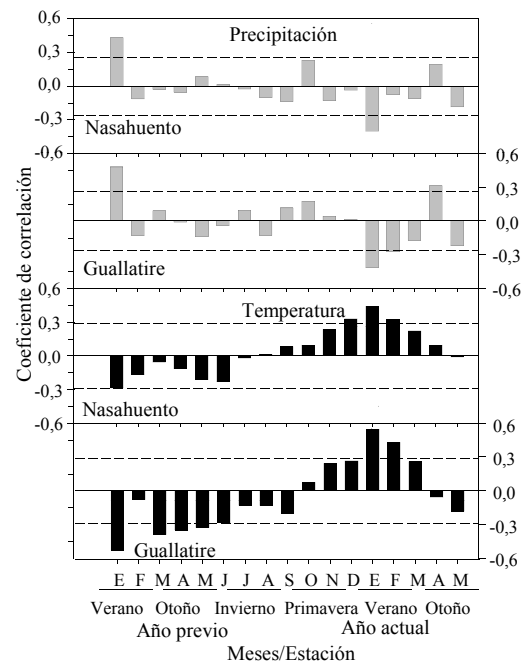 0,6
Precipitación
0,3
0,0
-0,3
Nasahuento
-0,6
0,6
0,3
0,0
Guallatire
-0,3
-0,6
0,6
Temperatura
0,3
0,0
-0,3
Nasahuento
-0,6
0,6
0,3
0,0
-0,3
Guallatire
-0,6
Coeficiente de correlación
E F M A M J J A S O N D E F M A M
Verano Otoño Invierno Primavera Verano Otoño
Año previo Año actual
Meses/Estación